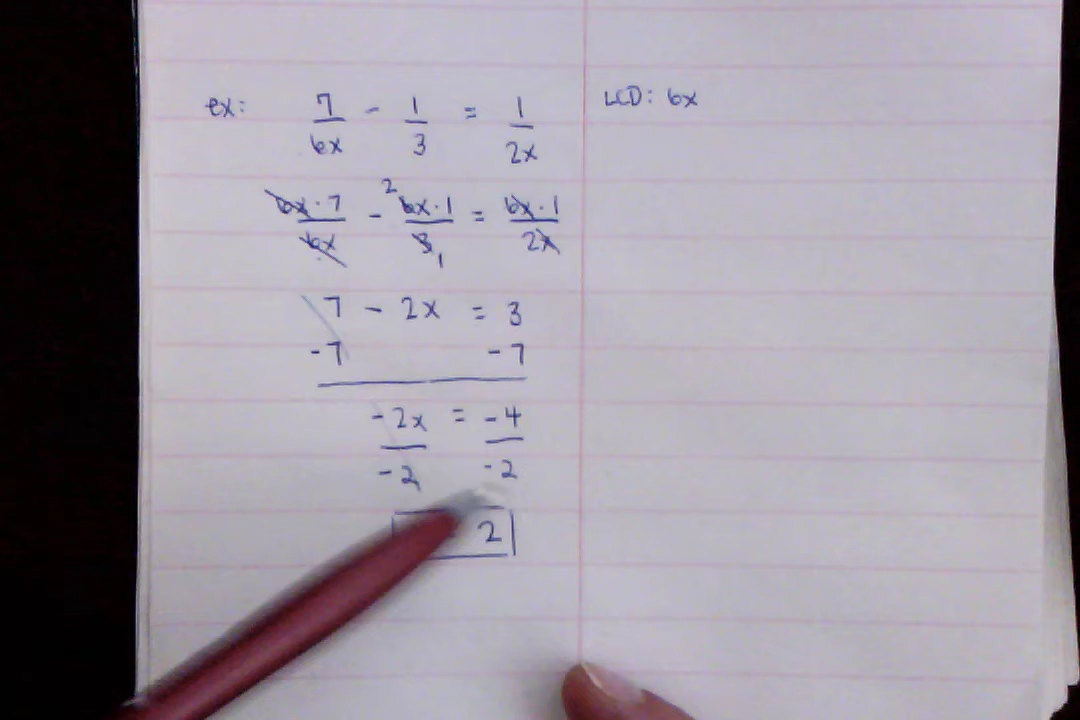 ex: 7/6x - 1/3 = 1/2x
LCD: 6x
6x·7/6x - 2 6x·1/3 1 = 6x·1/2x
7 - 2x = 3
-7 -7
-2x/-2 = -4/-2
2